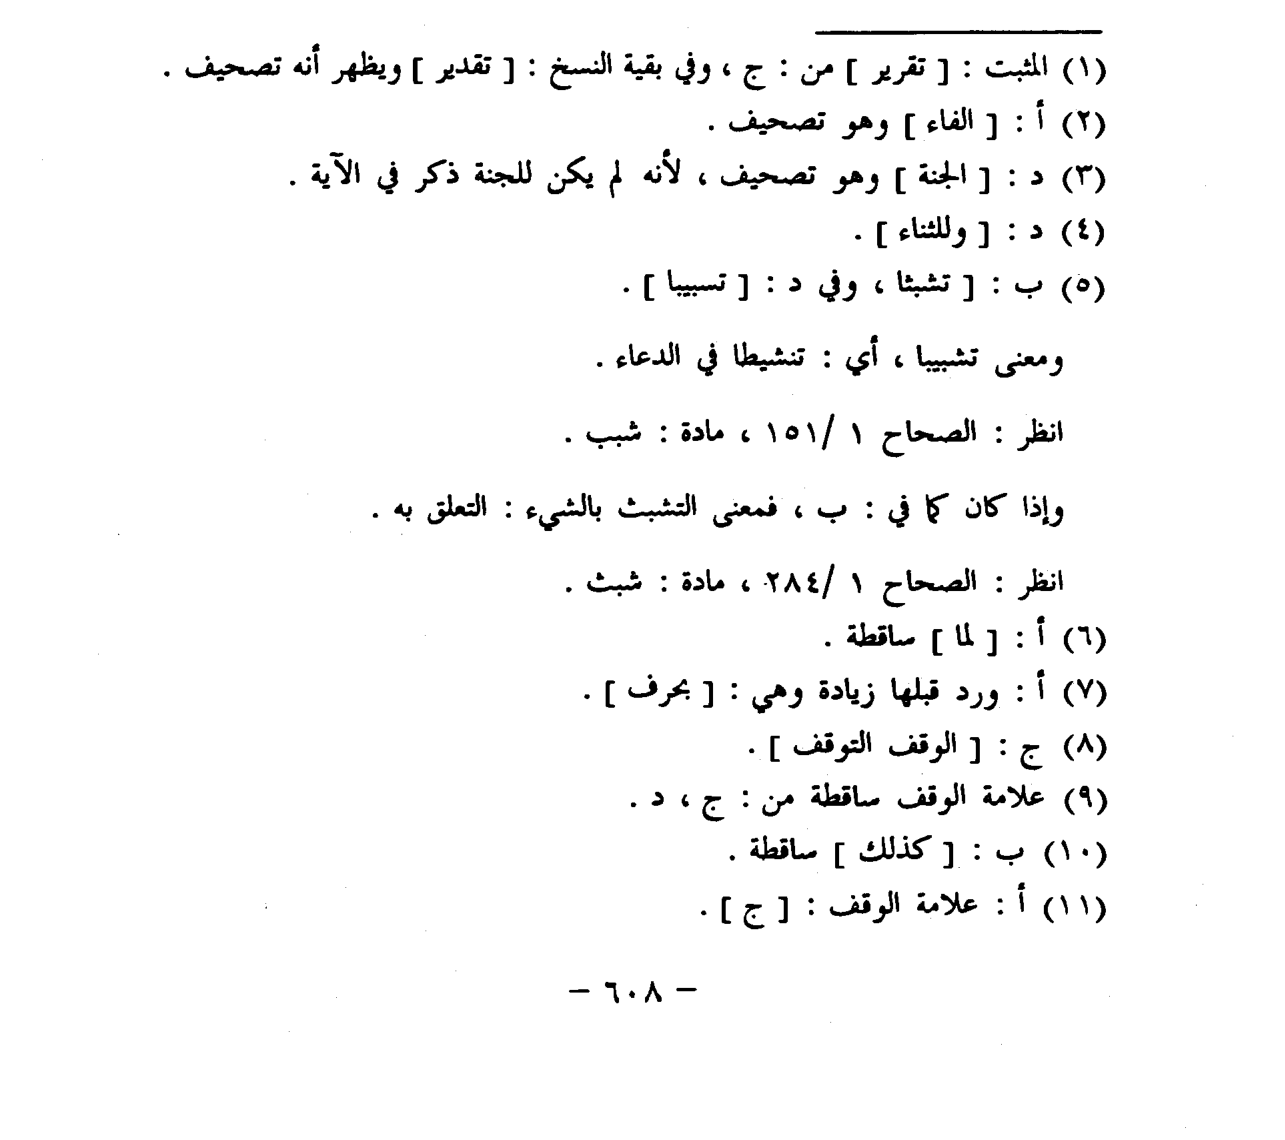 (١) المثبت : [ تقرير ] من : ج ، وفي بقية النسخ : [ تقدير ] ويظهر أنه تصحيف .
(٢) أ : [ الفاء ] وهو تصحيف .
(٣) د : [ الجنة ] وهو تصحيف ، لأنه لم يكن للجنة ذكر في الآية .
(٤) د : [ وللثناء ] .
(٥) ب : [ تشبثا ، وفي د : [ تسبيبا ] .
ومعنى تشبيبا ، أي : تنشيطا في الدعاء .
انظر : الصحاح ١ /١٥١ ، مادة : شبب .
وإذا كان كما في : ب ، فمعنى التشبث بالشيء : التعلق به .
انظر : الصحاح ١ /٢٨٤ ، مادة : شبث .
(٦) أ : [ لما ] ساقطة .
(٧) أ : ورد قبلها زيادة وهي : [ بحرف ] .
(٨) ج : [ الوقف التوقف ] .
(٩) علامة الوقف ساقطة من : ج ، د .
(١٠) ب : [ كذلك ] ساقطة .
(١١) أ : علامة الوقف : [ ج ] .
– ٦٠٨ –